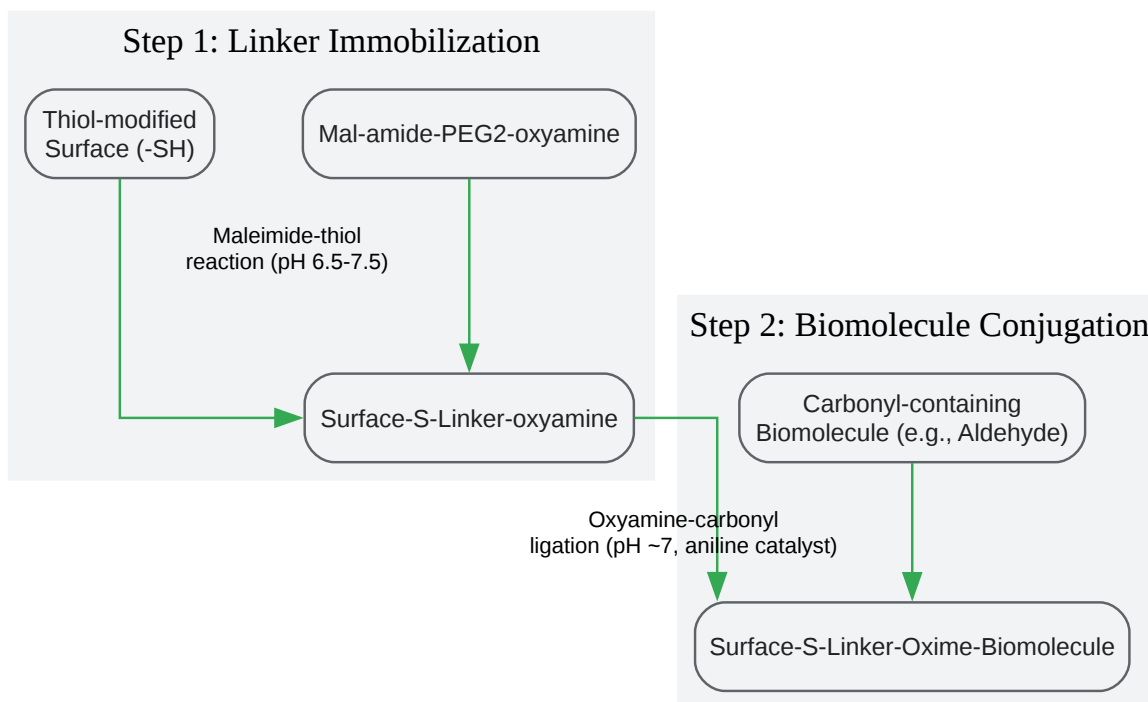 Step 1: Linker Immobilization
Thiol-modified
Surface (-SH)
Mal-amide-PEG2-oxyamine
Maleimide-thiol
reaction (pH 6.5-7.5)
Surface-S-Linker-oxyamine
Step 2: Biomolecule Conjugation
Carbonyl-containing
Biomolecule (e.g., Aldehyde)
Oxyamine-carbonyl
ligation (pH ~7, aniline catalyst)
Surface-S-Linker-Oxime-Biomolecule